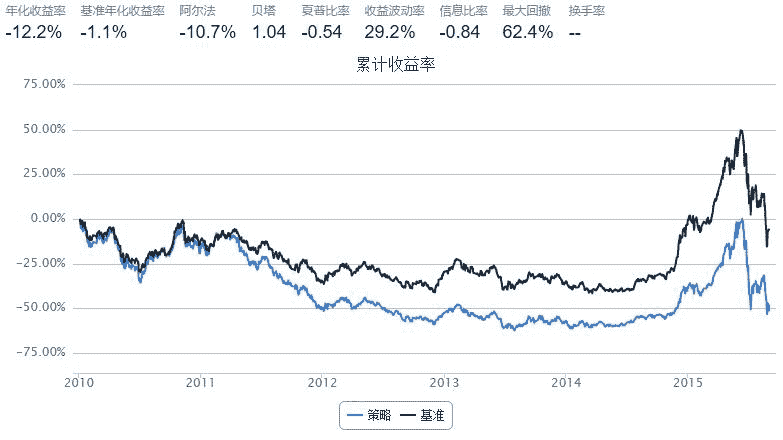 年化收益率 基准年化收益率 阿尔法 贝塔 夏普比率 收益波动率 信息比率 最大回撤 换手率
-12.2% -1.1% -10.7% 1.04 -0.54 29.2% -0.84 62.4% --
累计收益率
75.00%
50.00%
25.00%
0.00%
-25.00%
-50.00%
-75.00%
2010 2011 2012 2013 2014 2015
策略 基准